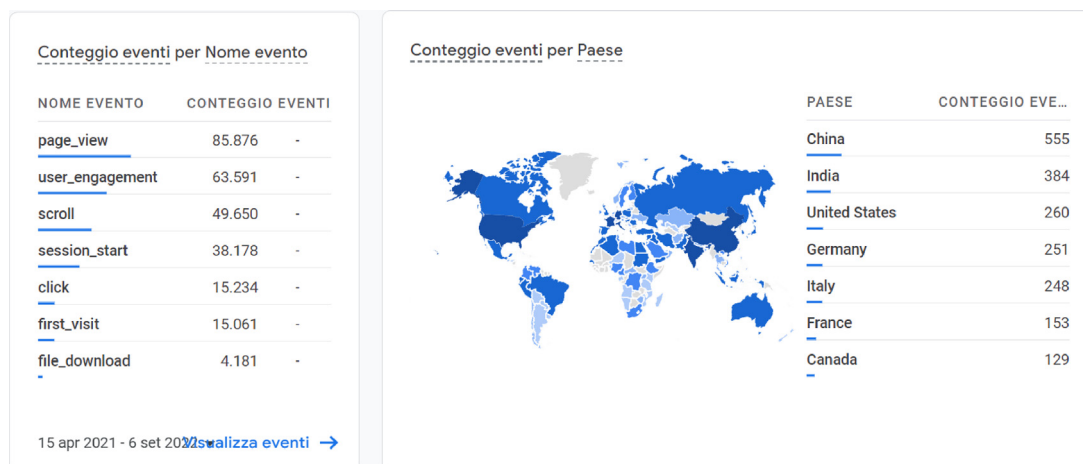 Conteggio eventi per Nome evento
NOME EVENTO CONTEGGIO EVENTI
page_view 85.876 -
user_engagement 63.591 -
scroll 49.650 -
session_start 38.178 -
click 15.234 -
first_visit 15.061 -
file_download 4.181 -
15 apr 2021 - 6 set 2022 Visualizza eventi →
Conteggio eventi per Paese
PAESE CONTEGGIO EVE...
China 555
India 384
United States 260
Germany 251
Italy 248
France 153
Canada 129